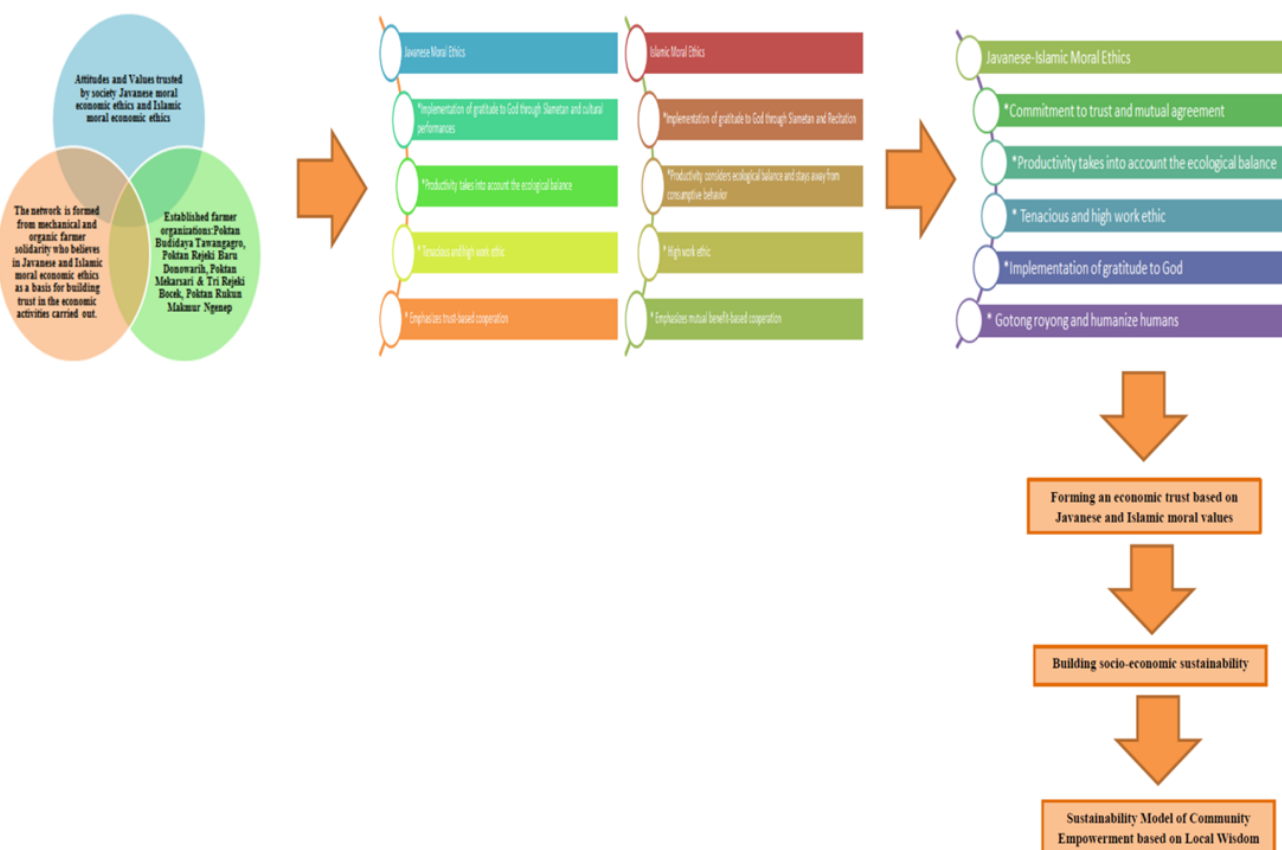 Attitudes and Values trusted
by society Javanese moral
economic ethics and Islamic
moral economic ethics
The network is formed
from mechanical and
organic farmer
solidarity who believes
in Javanese and Islamic
moral economic ethics
as a basis for building
trust in the economic
activities carried out.
Established farmer
organizations:Poktan
Budidaya Tawangagro,
Poktan Rejeki Baru
Donowarih, Poktan
Mekarsari & Tri Rejeki
Bocek, Poktan Rukun
Makmur Ngenep
Javanese Moral Ethics
*Implementation of gratitude to God through Slametan and cultural
performances
*Productivity takes into account the ecological balance
* Tenacious and high work ethic
* Emphasizes trust-based cooperation
Islamic Moral Ethics
*Implementation of gratitude to God through Slametan and Recitation
*Productivity considers ecological balance and stays away from
consumptive behavior
* High work ethic
* Emphasizes mutual benefit-based cooperation
Javanese-Islamic Moral Ethics
*Commitment to trust and mutual agreement
*Productivity takes into account the ecological balance
* Tenacious and high work ethic
*Implementation of gratitude to God
* Gotong royong and humanize humans
Forming an economic trust based on
Javanese and Islamic moral values
Building socio-economic sustainability
Sustainability Model of Community
Empowerment based on Local Wisdom